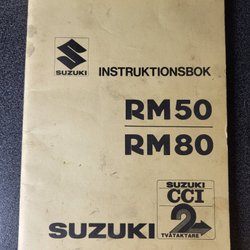 SUZUKI
INSTRUKTIONSBOK
RM50
RM80
SUZUKI
CCI
2
TVÅTAKTARE
SUZUKI